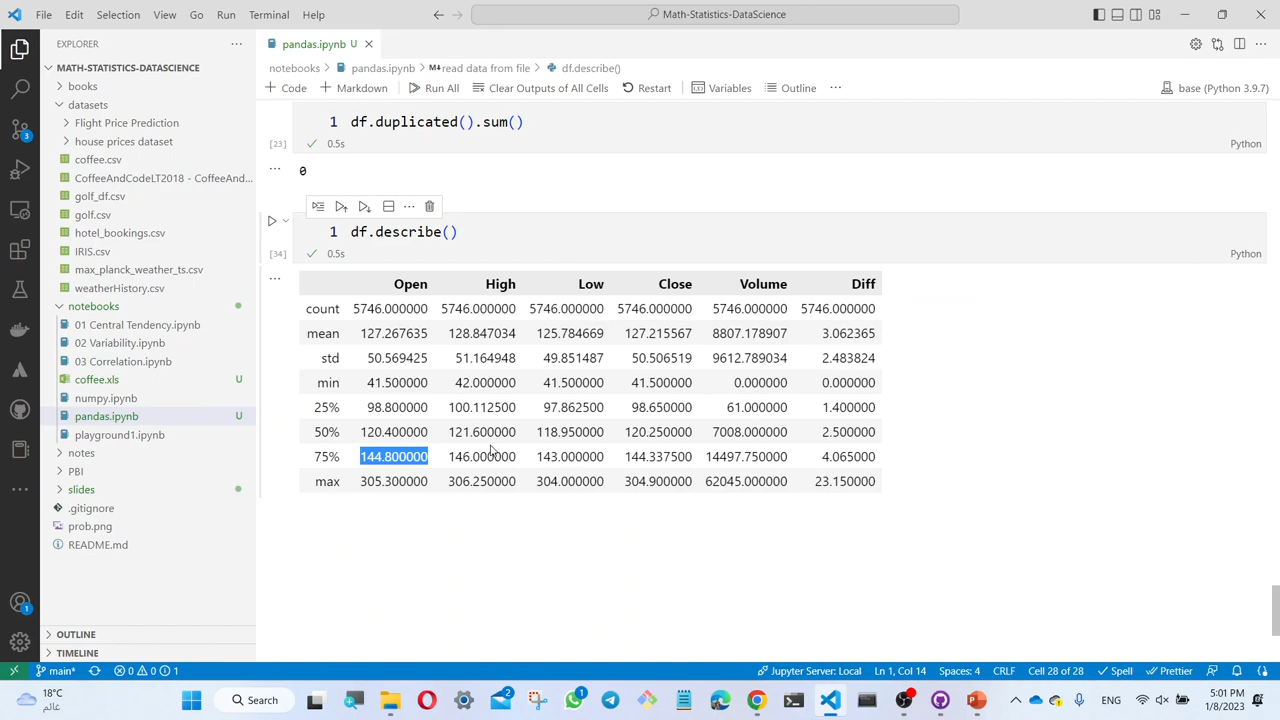 File Edit Selection View Go Run Terminal Help
Math-Statistics-DataScience
EXPLORER
MATH-STATISTICS-DATASCIENCE
books
datasets
Flight Price Prediction
house prices dataset
coffee.csv
CoffeeAndCodeLT2018 - CoffeeAnd...
golf_df.csv
golf.csv
hotel_bookings.csv
IRIS.csv
max_planck_weather_ts.csv
weatherHistory.csv
notebooks
01 Central Tendency.ipynb
02 Variability.ipynb
03 Correlation.ipynb
coffee.xls U
numpy.ipynb
pandas.ipynb U
playground1.ipynb
notes
PBI
slides
.gitignore
prob.png
README.md
OUTLINE
TIMELINE
3
1
pandas.ipynb U
notebooks > pandas.ipynb > M↓read data from file > df.describe()
+ Code + Markdown Run All Clear Outputs of All Cells Restart Variables Outline ...
base (Python 3.9.7)
1 df.duplicated().sum()
[23] 0.5s Python
0
1 df.describe()
[34] 0.5s Python
Open High Low Close Volume Diff
count 5746.000000 5746.000000 5746.000000 5746.000000 5746.000000 5746.000000
mean 127.267635 128.847034 125.784669 127.215567 8807.178907 3.062365
std 50.569425 51.164948 49.851487 50.506519 9612.789034 2.483824
min 41.500000 42.000000 41.500000 41.500000 0.000000 0.000000
25% 98.800000 100.112500 97.862500 98.650000 61.000000 1.400000
50% 120.400000 121.600000 118.950000 120.250000 7008.000000 2.500000
75% 144.800000 146.000000 143.000000 144.337500 14497.750000 4.065000
max 305.300000 306.250000 304.000000 304.900000 62045.000000 23.150000
main* 0 0 1
Jupyter Server: Local Ln 1, Col 14 Spaces: 4 CRLF Cell 28 of 28 Spell Prettier
18°C
غائم
Search
2
1
ENG
5:01 PM
1/8/2023